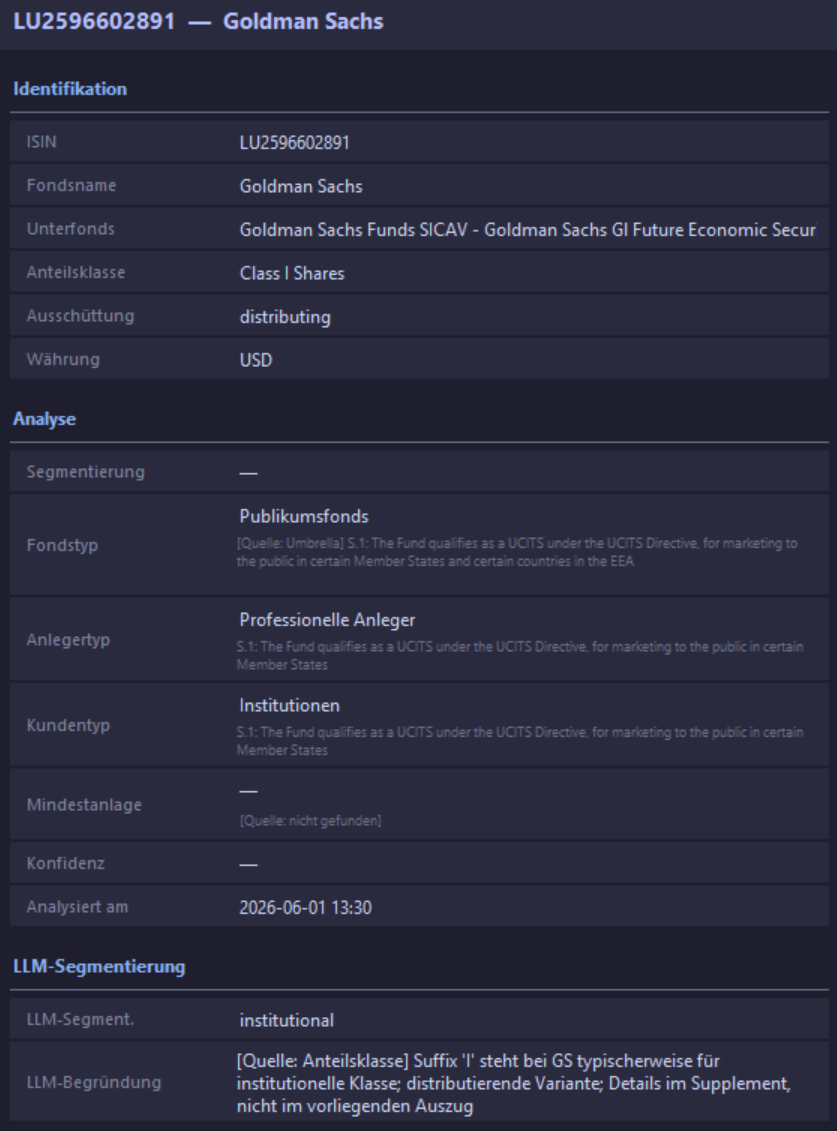 LU2596602891 — Goldman Sachs
Identifikation
ISIN LU2596602891
Fondsname Goldman Sachs
Unterfonds Goldman Sachs Funds SICAV - Goldman Sachs GI Future Economic Secur
Anteilsklasse Class I Shares
Ausschüttung distributing
Währung USD
Analyse
Segmentierung —
Fondstyp Publikumsfonds
[Quelle: Umbrella] S.1: The Fund qualifies as a UCITS under the UCITS Directive, for marketing to
the public in certain Member States and certain countries in the EEA
Anlegertyp Professionelle Anleger
S.1: The Fund qualifies as a UCITS under the UCITS Directive, for marketing to the public in certain
Member States
Kundentyp Institutionen
S.1: The Fund qualifies as a UCITS under the UCITS Directive, for marketing to the public in certain
Member States
Mindestanlage —
[Quelle: nicht gefunden]
Konfidenz —
Analysiert am 2026-06-01 13:30
LLM-Segmentierung
LLM-Segment. institutional
LLM-Begründung [Quelle: Anteilsklasse] Suffix 'I' steht bei GS typischerweise für
institutionelle Klasse; distributierende Variante; Details im Supplement,
nicht im vorliegenden Auszug